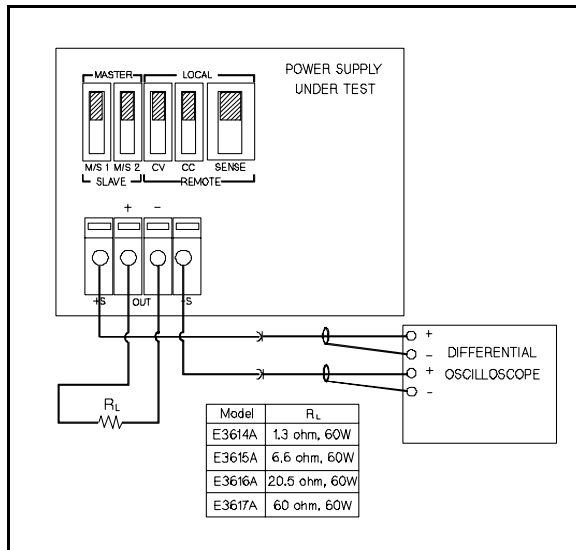 MASTER LOCAL
POWER SUPPLY
UNDER TEST
M/S 1 M/S 2 CV CC SENSE
SLAVE REMOTE
+ -
+S OUT -S
+
-
+
-
DIFFERENTIAL
OSCILLOSCOPE
RL
Model RL
E3614A 1.3 ohm, 60W
E3615A 6.6 ohm, 60W
E3616A 20.5 ohm, 60W
E3617A 60 ohm, 60W